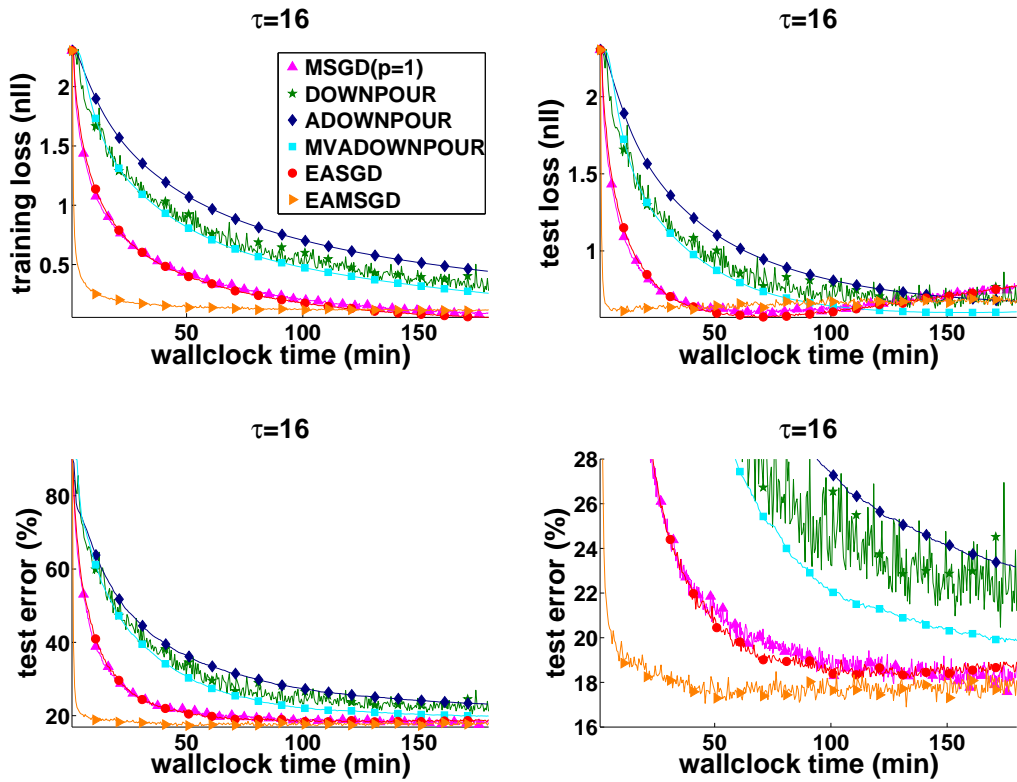 τ=16
training loss (nll)
2
1.5
1
0.5
50
100
150
wallclock time (min)
MSGD(p=1)
DOWNPOUR
ADOWNPOUR
MVADOWNPOUR
EASGD
EAMSGD
τ=16
test loss (nll)
2
1.5
1
50
100
150
wallclock time (min)
τ=16
test error (%)
80
60
40
20
50
100
150
wallclock time (min)
τ=16
test error (%)
28
26
24
22
20
18
16
50
100
150
wallclock time (min)